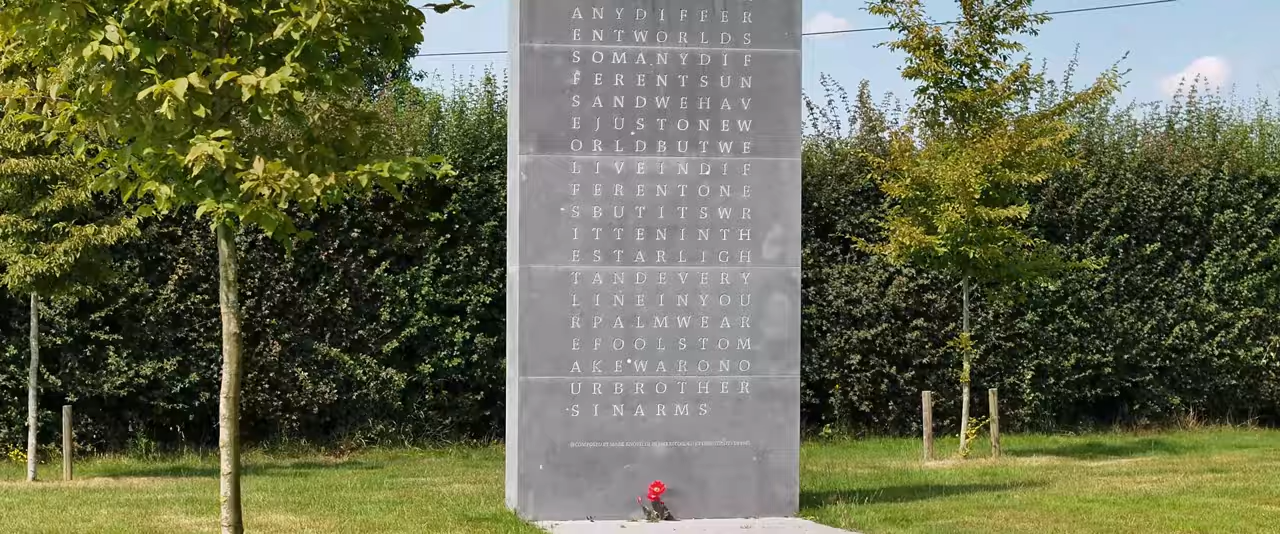 ANYDIFFER
ENTWORLDS
SOMANYDIF
FERENTSUN
SANDWEHAV
EJUSTONEW
ORLDBUTWE
LIVEINDIF
FERENTONE
SBUTITSWR
ITTENINTH
ESTARLIGH
TANDEVERY
LINEINYOU
RPALMWEAR
EFOOLSTOM
AKEWARONO
URBROTHER
SINARMS